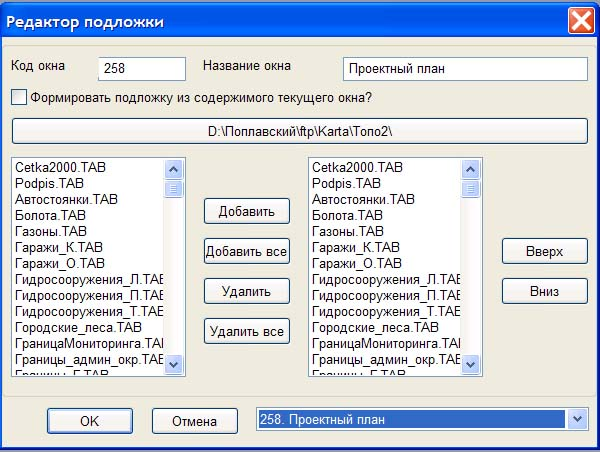 Редактор подложки
Код окна 258 Название окна Проектный план
Формировать подложку из содержимого текущего окна?
D:\Поплавский\ftp\Karta\Топо2\
Cetka2000.TAB
Podpis.TAB
Автостоянки.TAB
Болота.TAB
Газоны.TAB
Гаражи_К.TAB
Гаражи_О.TAB
Гидросооружения_Л.TAB
Гидросооружения_П.TAB
Гидросооружения_Т.TAB
Городские_леса.TAB
ГраницаМониторинга.TAB
Границы_админ_окр.TAB
Добавить
Добавить все
Удалить
Удалить все
Cetka2000.TAB
Podpis.TAB
Автостоянки.TAB
Болота.TAB
Газоны.TAB
Гаражи_К.TAB
Гаражи_О.TAB
Гидросооружения_Л.TAB
Гидросооружения_П.TAB
Гидросооружения_Т.TAB
Городские_леса.TAB
ГраницаМониторинга.TAB
Границы_админ_окр.TAB
Вверх
Вниз
OK Отмена 258. Проектный план